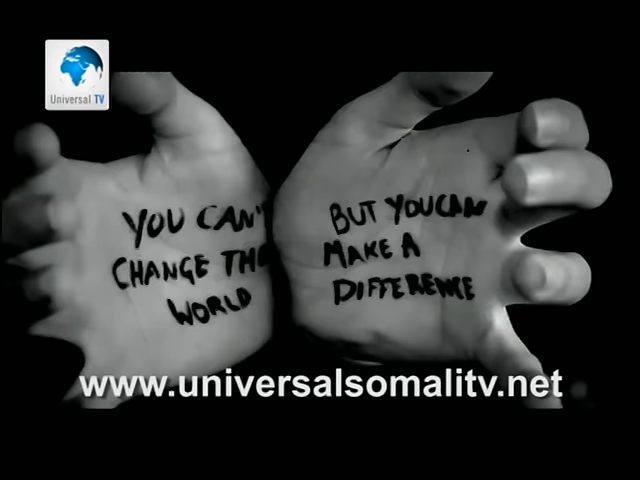 Universal TV
YOU CAN'T
CHANGE THE
WORLD
BUT YOU CAN
MAKE A
DIFFERENCE
www.universalsomalitv.net